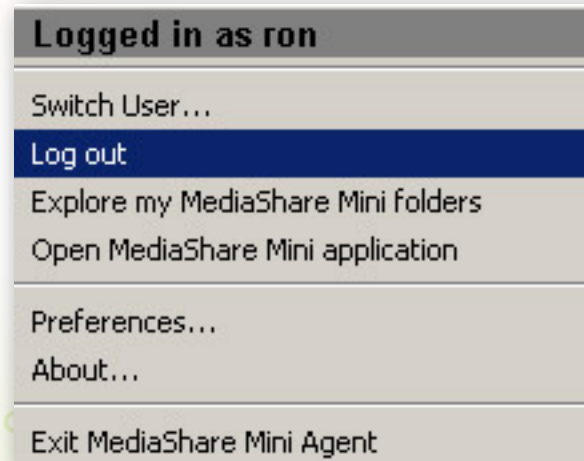 Logged in as ron
Switch User...
Log out
Explore my MediaShare Mini folders
Open MediaShare Mini application
Preferences...
About...
Exit MediaShare Mini Agent